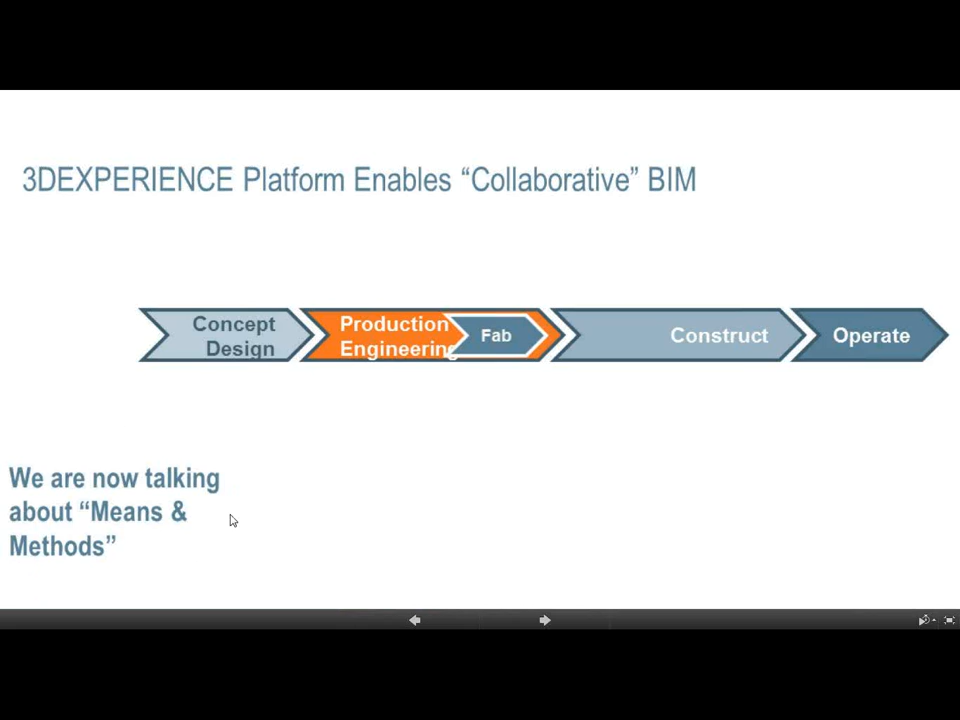 3DEXPERIENCE Platform Enables “Collaborative” BIM
Concept
Design
Production
Engineering
Fab
Construct
Operate
We are now talking
about “Means &
Methods”